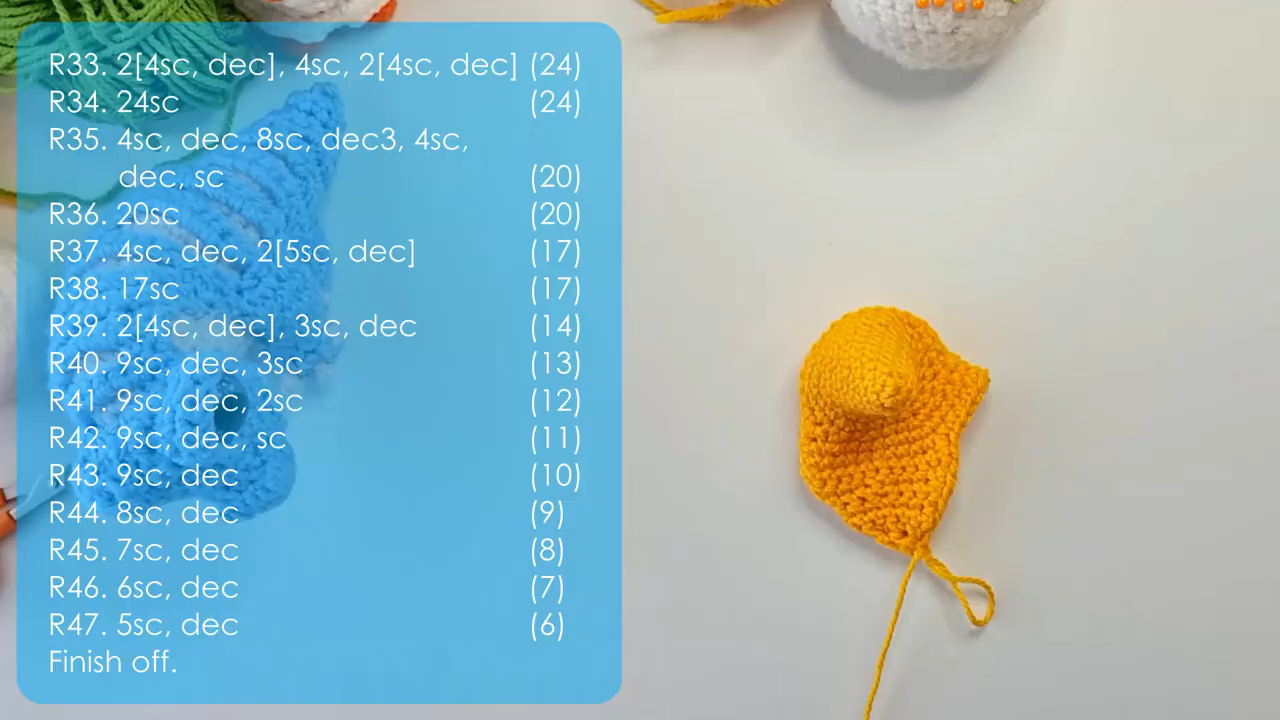 R33. 2[4sc, dec], 4sc, 2[4sc, dec] (24)
R34. 24sc (24)
R35. 4sc, dec, 8sc, dec3, 4sc,
dec, sc (20)
R36. 20sc (20)
R37. 4sc, dec, 2[5sc, dec] (17)
R38. 17sc (17)
R39. 2[4sc, dec], 3sc, dec (14)
R40. 9sc, dec, 3sc (13)
R41. 9sc, dec, 2sc (12)
R42. 9sc, dec, sc (11)
R43. 9sc, dec (10)
R44. 8sc, dec (9)
R45. 7sc, dec (8)
R46. 6sc, dec (7)
R47. 5sc, dec (6)
Finish off.